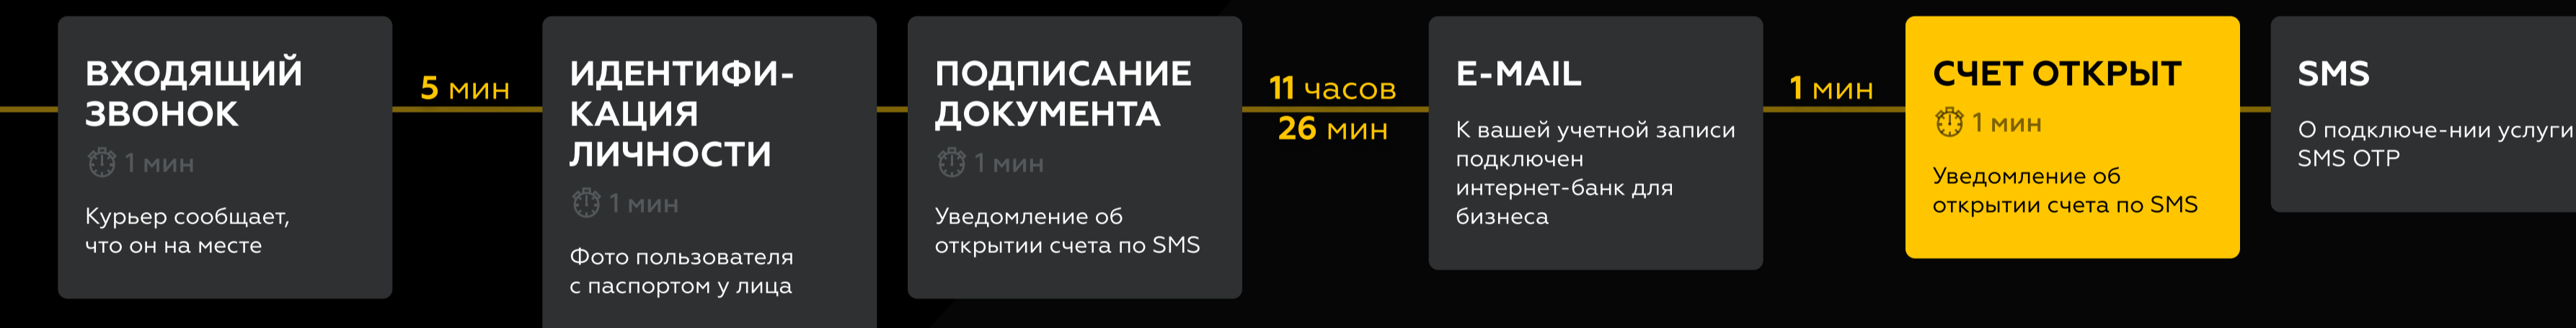 ВХОДЯЩИЙ
ЗВОНОК
1 мин
Курьер сообщает,
что он на месте
5 мин
ИДЕНТИФИ-
КАЦИЯ
ЛИЧНОСТИ
1 мин
Фото пользователя
с паспортом у лица
ПОДПИСАНИЕ
ДОКУМЕНТА
1 мин
Уведомление об
открытии счета по SMS
11 часов
26 мин
E-MAIL
К вашей учетной записи
подключен
интернет-банк для
бизнеса
1 мин
СЧЕТ ОТКРЫТ
1 мин
Уведомление об
открытии счета по SMS
SMS
О подключе-нии услуги
SMS OTP